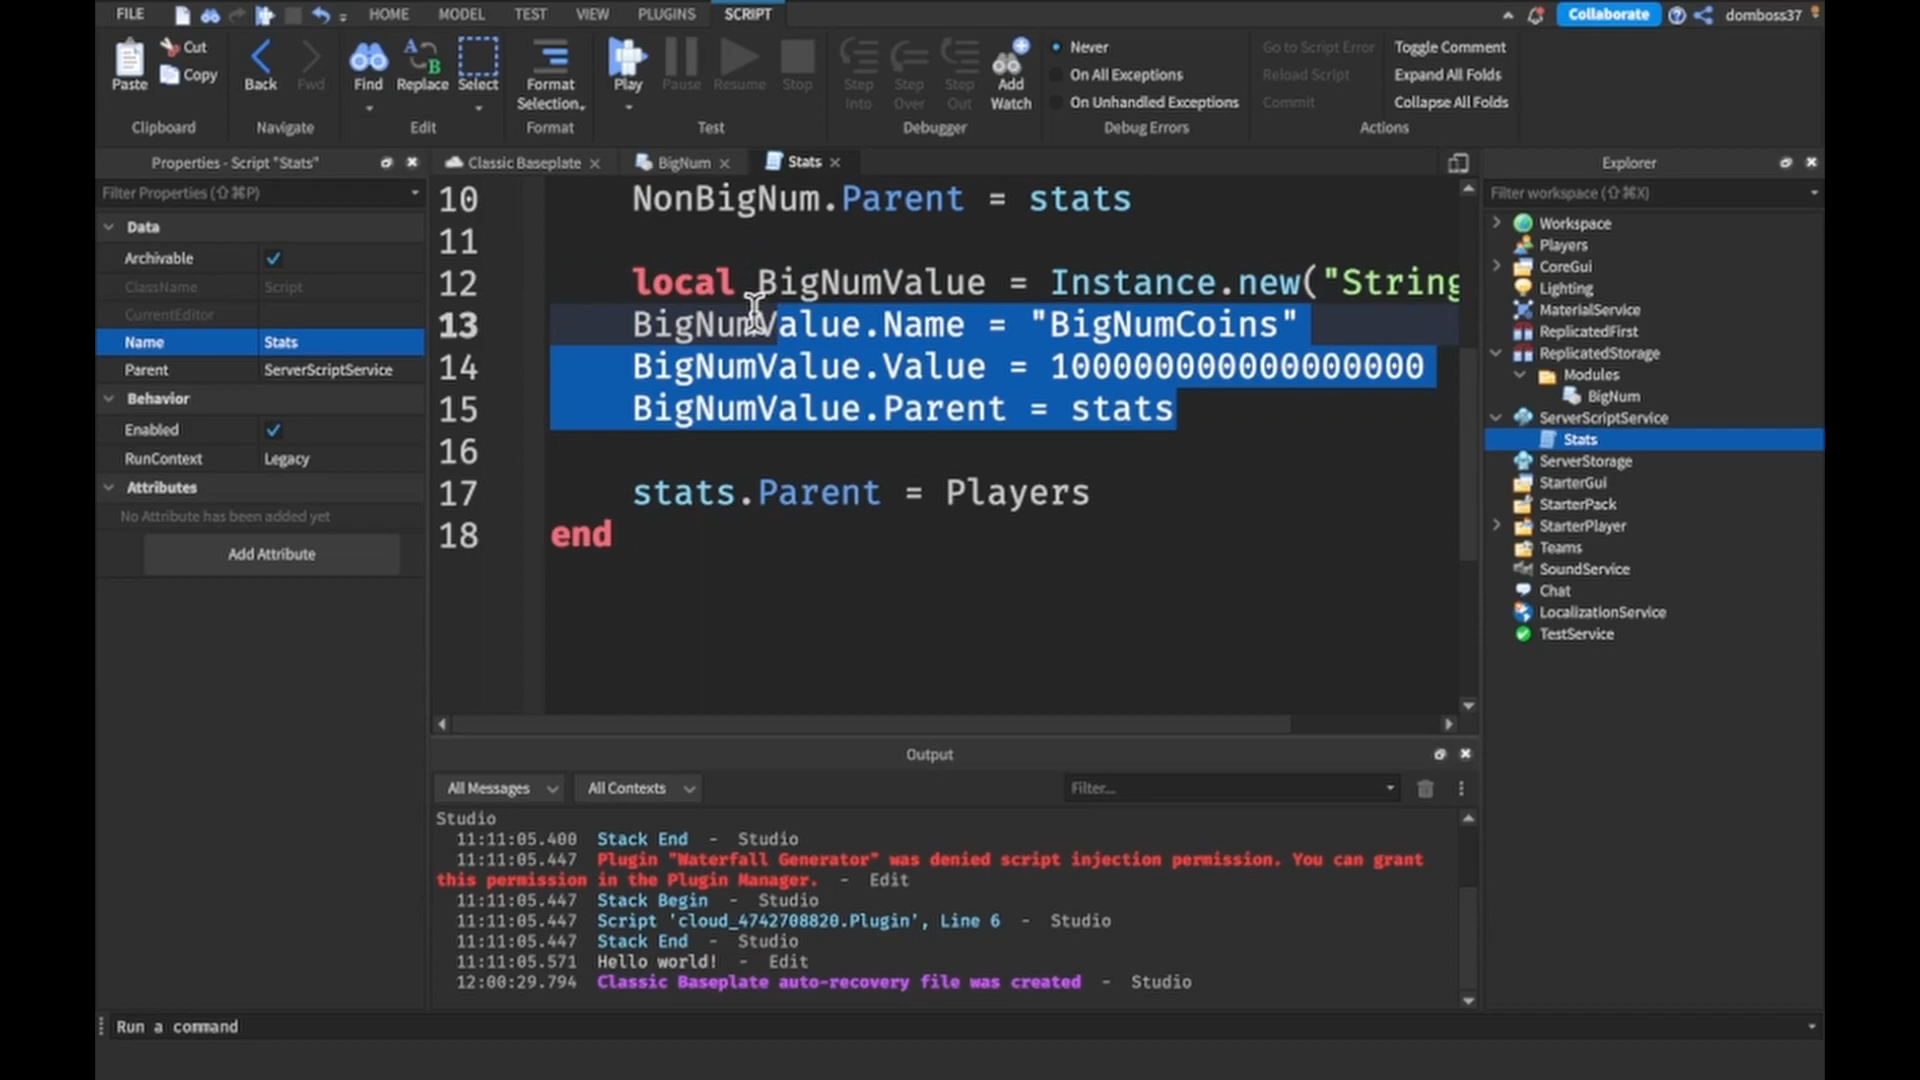 FILE
HOME
MODEL
TEST
VIEW
PLUGINS
SCRIPT
Collaborate
domboss37
Paste
Cut
Copy
Clipboard
Back
Fwd
Navigate
Find
Replace
Select
Edit
Format
Selection
Format
Play
Pause
Resume
Stop
Test
Step
Into
Step
Over
Step
Out
Add
Watch
Debugger
Never
On All Exceptions
On Unhandled Exceptions
Debug Errors
Go to Script Error
Reload Script
Commit
Toggle Comment
Expand All Folds
Collapse All Folds
Actions
Properties - Script "Stats"
Filter Properties (⇧⌘P)
Data
Archivable
ClassName Script
CurrentEditor
Name Stats
Parent ServerScriptService
Behavior
Enabled
RunContext Legacy
Attributes
No Attribute has been added yet
Add Attribute
Classic Baseplate
BigNum
Stats
10 NonBigNum.Parent = stats
11
12 local BigNumValue = Instance.new("String
13 BigNumValue.Name = "BigNumCoins"
14 BigNumValue.Value = 100000000000000000
15 BigNumValue.Parent = stats
16
17 stats.Parent = Players
18 end
Output
All Messages
All Contexts
Filter...
Studio
11:11:05.400 Stack End - Studio
11:11:05.447 Plugin "Waterfall Generator" was denied script injection permission. You can grant
this permission in the Plugin Manager. - Edit
11:11:05.447 Stack Begin - Studio
11:11:05.447 Script 'cloud_4742708820.Plugin', Line 6 - Studio
11:11:05.447 Stack End - Studio
11:11:05.571 Hello world! - Edit
12:00:29.794 Classic Baseplate auto-recovery file was created - Studio
Run a command
Explorer
Filter workspace (⇧⌘X)
Workspace
Players
CoreGui
Lighting
MaterialService
ReplicatedFirst
ReplicatedStorage
Modules
BigNum
ServerScriptService
Stats
ServerStorage
StarterGui
StarterPack
StarterPlayer
Teams
SoundService
Chat
LocalizationService
TestService